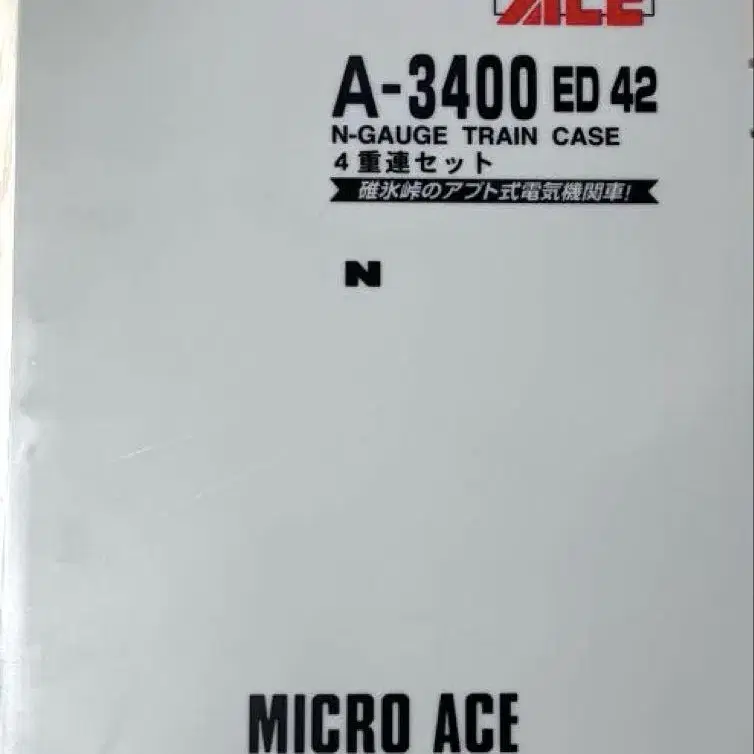 ACE
A-3400 ED 42
N-GAUGE TRAIN CASE
4重連セット
碓氷峠のアプト式電気機関車!
N
MICRO ACE